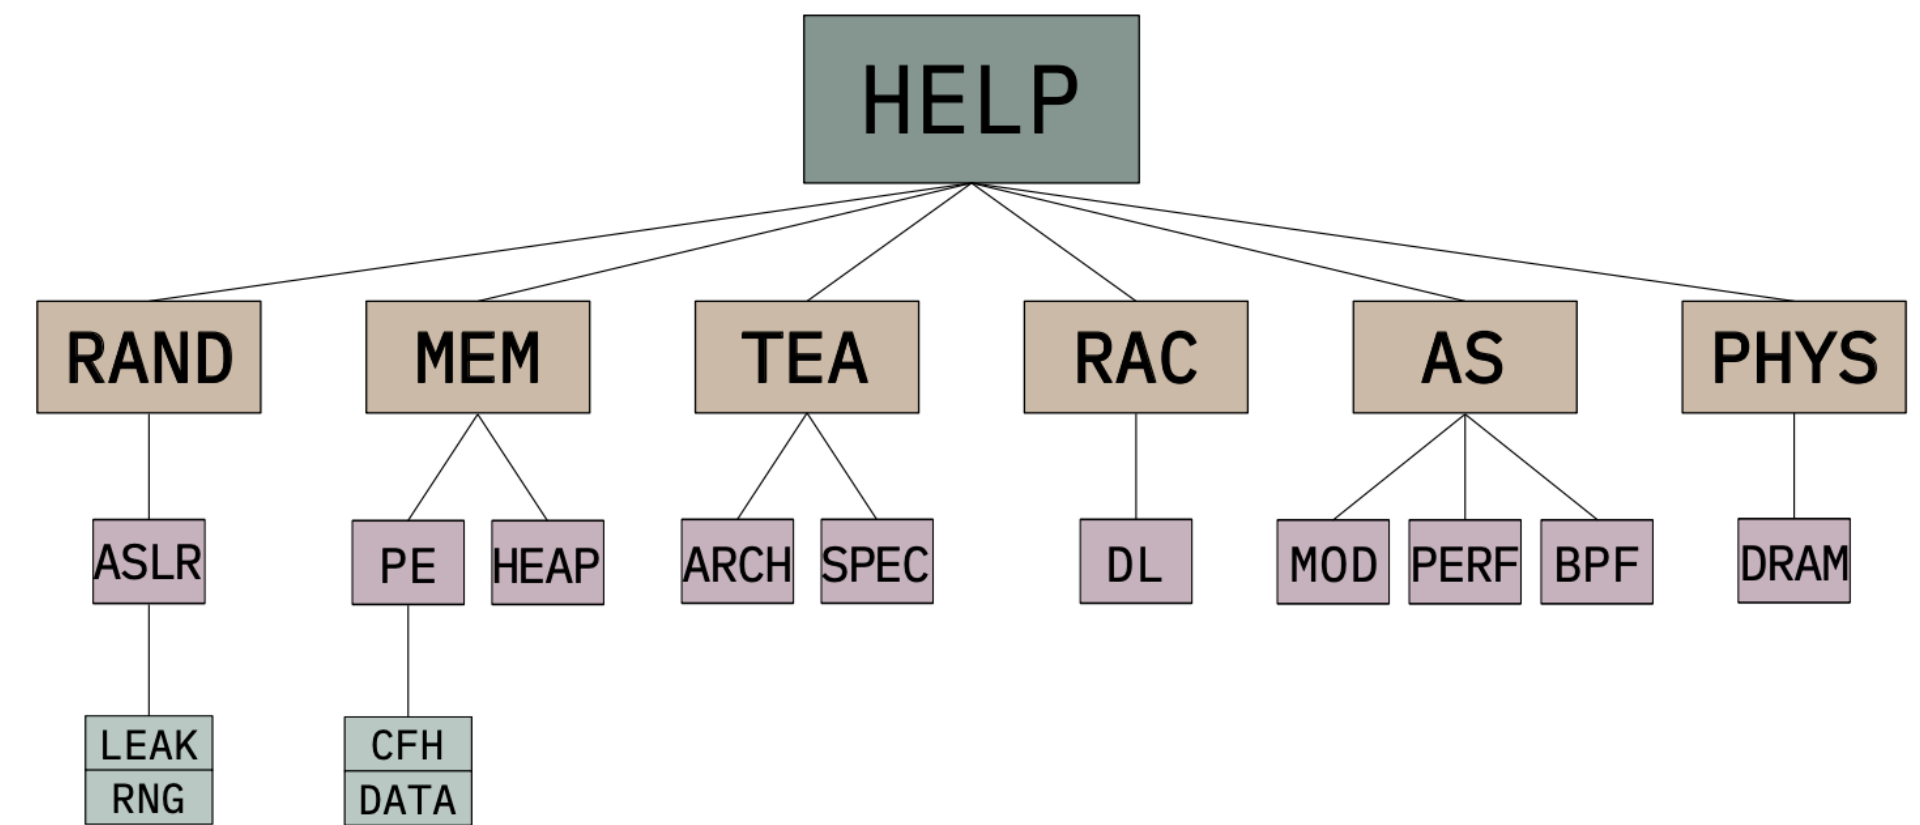 HELP
RAND
MEM
TEA
RAC
AS
PHYS
ASLR
PE
HEAP
ARCH
SPEC
DL
MOD
PERF
BPF
DRAM
LEAK
RNG
CFH
DATA